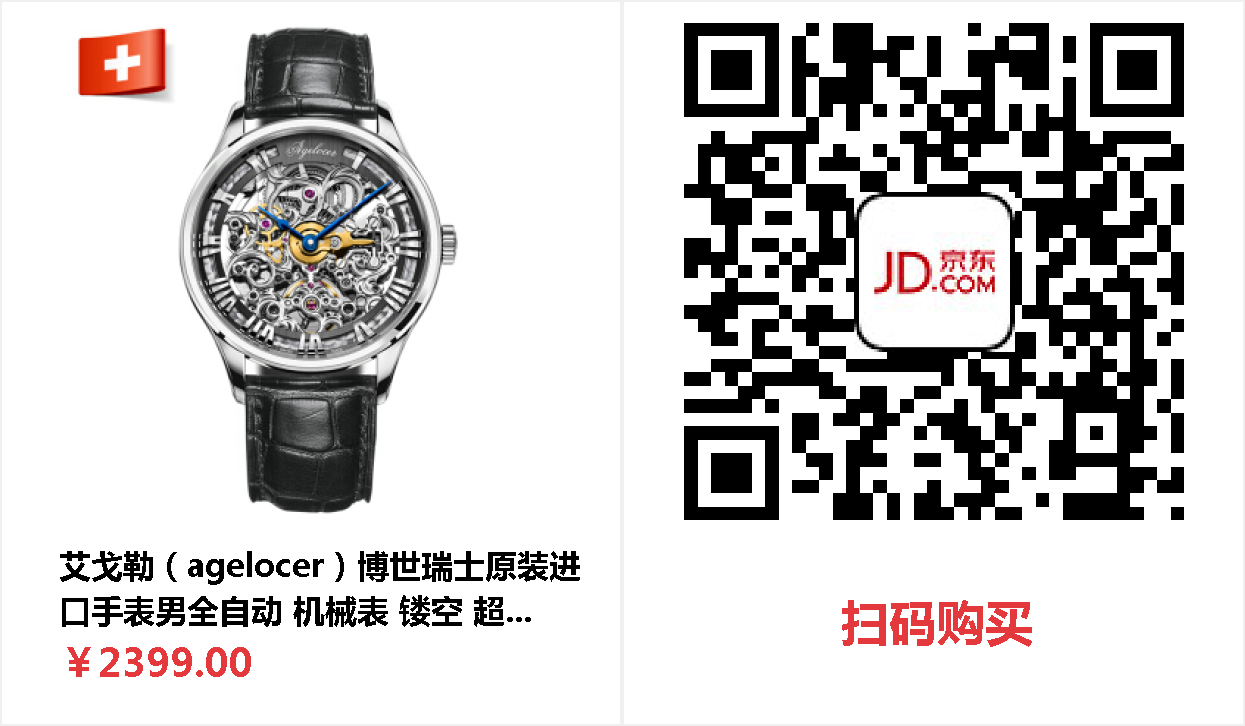 Agelocer
艾戈勒（agelocer）博世瑞士原装进
口手表男全自动 机械表 镂空 超...
￥2399.00
JD.京东
.COM
扫码购买